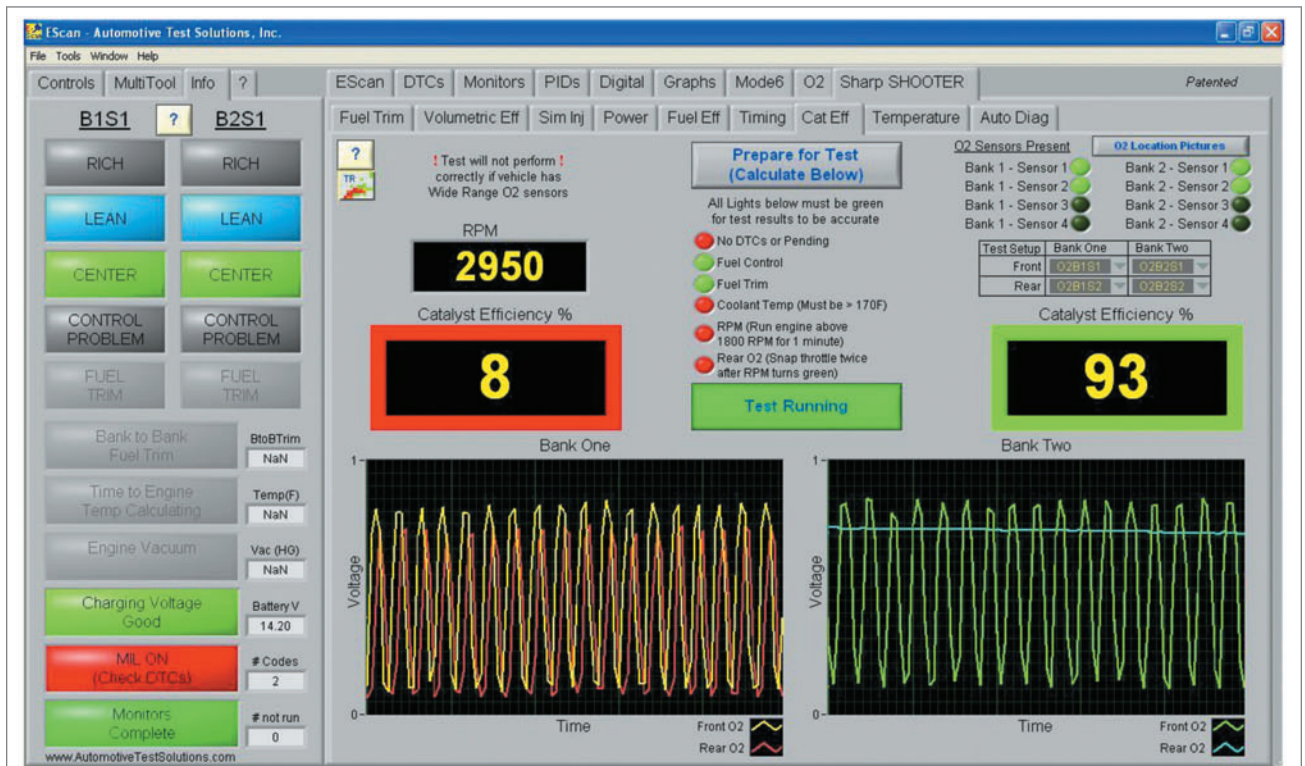 EScan - Automotive Test Solutions, Inc.
File Tools Window Help
Controls MultiTool Info ?
EScan DTCs Monitors PIDs Digital Graphs Mode6 O2 Sharp SHOOTER
Patented
Fuel Trim Volumetric Eff Sim Inj Power Fuel Eff Timing Cat Eff Temperature Auto Diag
B1S1 ? B2S1
RICH RICH
LEAN LEAN
CENTER CENTER
CONTROL PROBLEM CONTROL PROBLEM
FUEL TRIM FUEL TRIM
Bank to Bank
Fuel Trim
BtoBTrim
NaN
Time to Engine
Temp Calculating
Temp(F)
NaN
Engine Vacuum
Vac (HG)
NaN
Charging Voltage
Good
Battery V
14.20
MIL ON
(Check DTCs)
# Codes
2
Monitors
Complete
# not run
0
www.AutomotiveTestSolutions.com
?
TR -
! Test will not perform !
correctly if vehicle has
Wide Range O2 sensors
RPM
2950
Catalyst Efficiency %
8
Prepare for Test
(Calculate Below)
All Lights below must be green
for test results to be accurate
No DTCs or Pending
Fuel Control
Fuel Trim
Coolant Temp (Must be > 170F)
RPM (Run engine above
1800 RPM for 1 minute)
Rear O2 (Snap throttle twice
after RPM turns green)
Test Running
O2 Sensors Present
O2 Location Pictures
Bank 1 - Sensor 1 Bank 2 - Sensor 1
Bank 1 - Sensor 2 Bank 2 - Sensor 2
Bank 1 - Sensor 3 Bank 2 - Sensor 3
Bank 1 - Sensor 4 Bank 2 - Sensor 4
Test Setup Bank One Bank Two
Front O2B1S1 O2B2S1
Rear O2B1S2 O2B2S2
Catalyst Efficiency %
93
Bank One
1
Voltage
0
Time
Front O2
Rear O2
Bank Two
1
Voltage
0
Time
Front O2
Rear O2